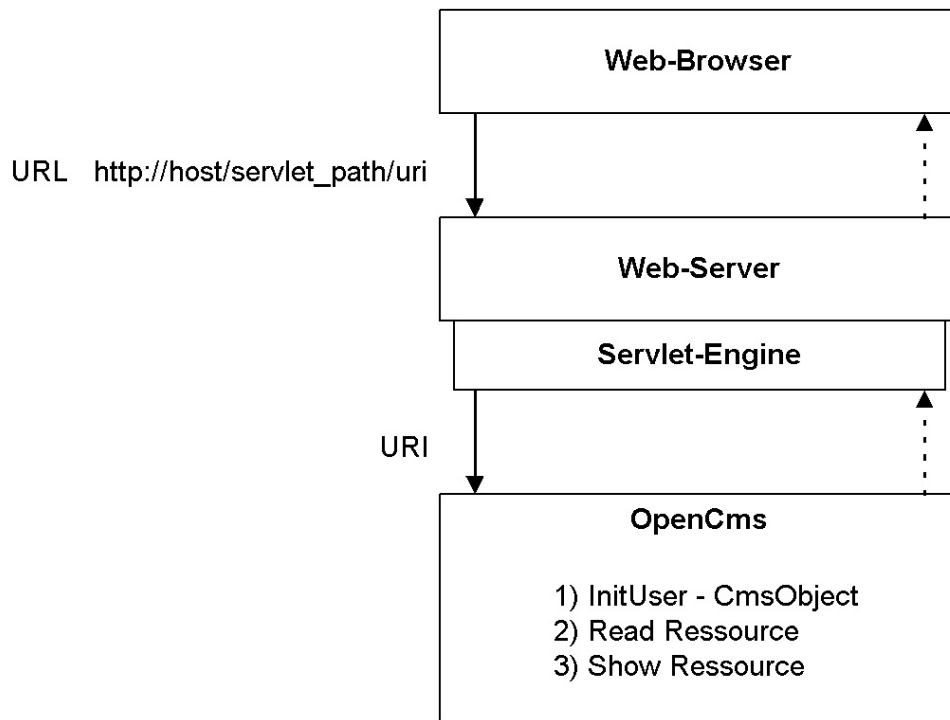 Web-Browser
URL http://host/servlet_path/uri
Web-Server
Servlet-Engine
URI
OpenCms
1) InitUser - CmsObject
2) Read Ressource
3) Show Ressource